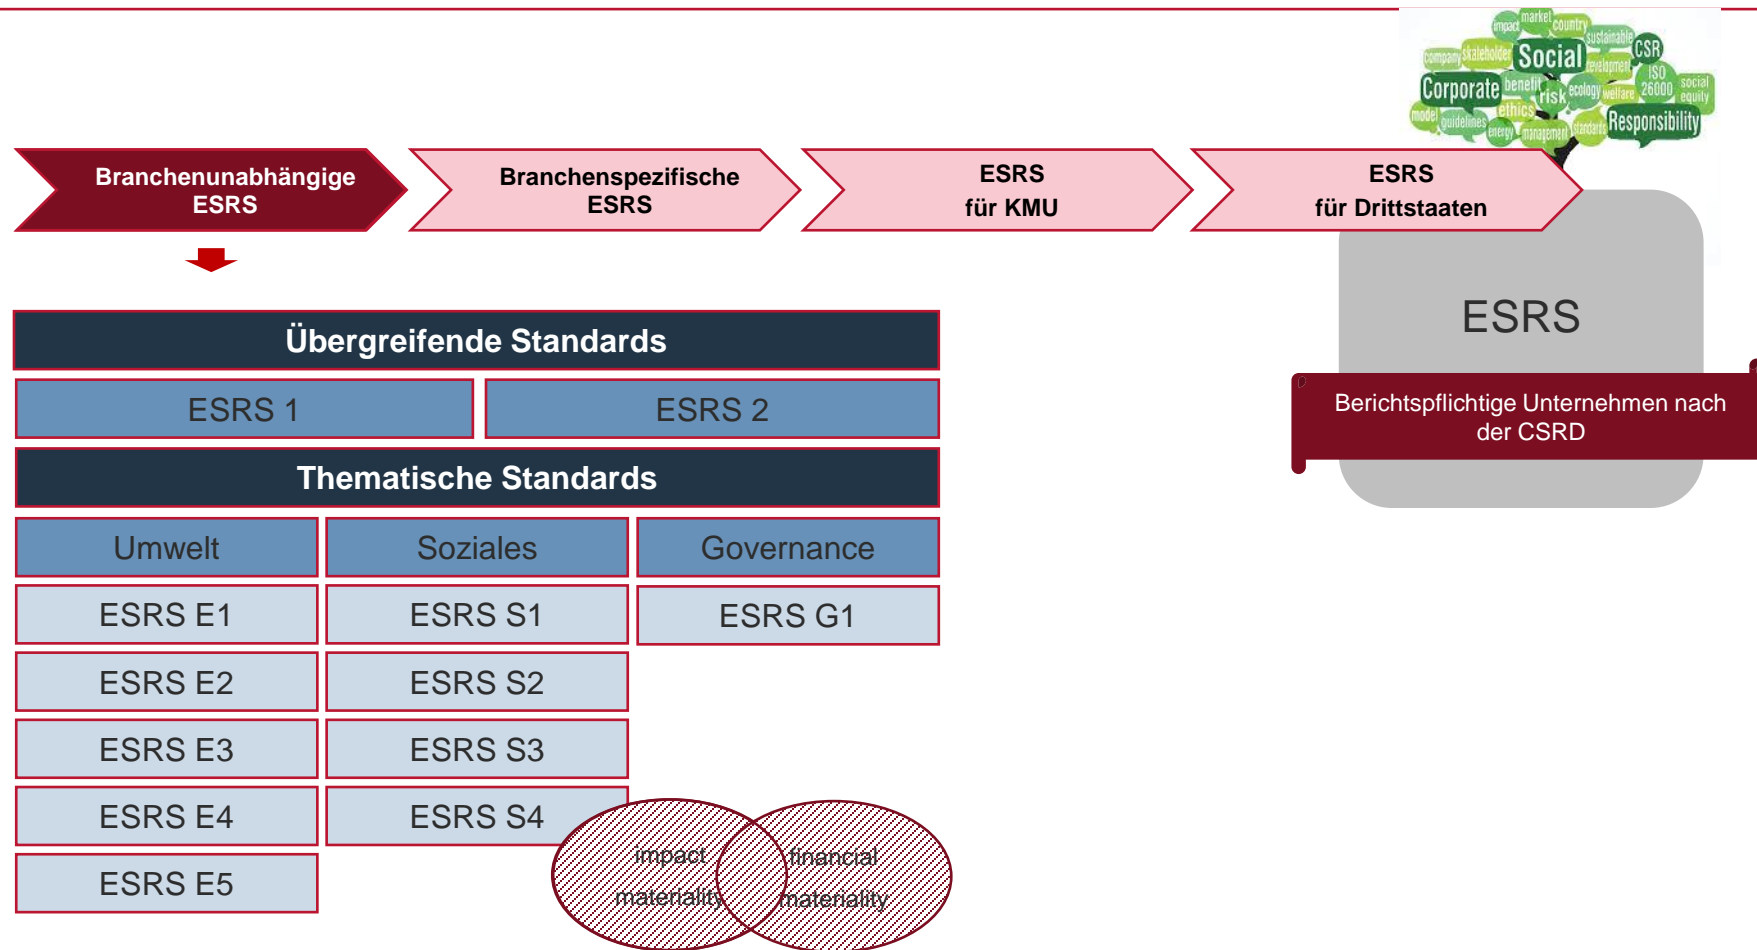 impact market country
sustainable
company skateholder Social development CSR
ISO
26000
social
equity
Corporate benefit risk ecology welfare
model guidelines ethics energy management standards Responsibility
Branchenunabhängige
ESRS
Branchenspezifische
ESRS
ESRS
für KMU
ESRS
für Drittstaaten
ESRS
Berichtspflichtige Unternehmen nach
der CSRD
Übergreifende Standards
ESRS 1
ESRS 2
Thematische Standards
Umwelt
Soziales
Governance
ESRS E1
ESRS S1
ESRS G1
ESRS E2
ESRS S2
ESRS E3
ESRS S3
ESRS E4
ESRS S4
ESRS E5
impact
materiality
financial
materiality